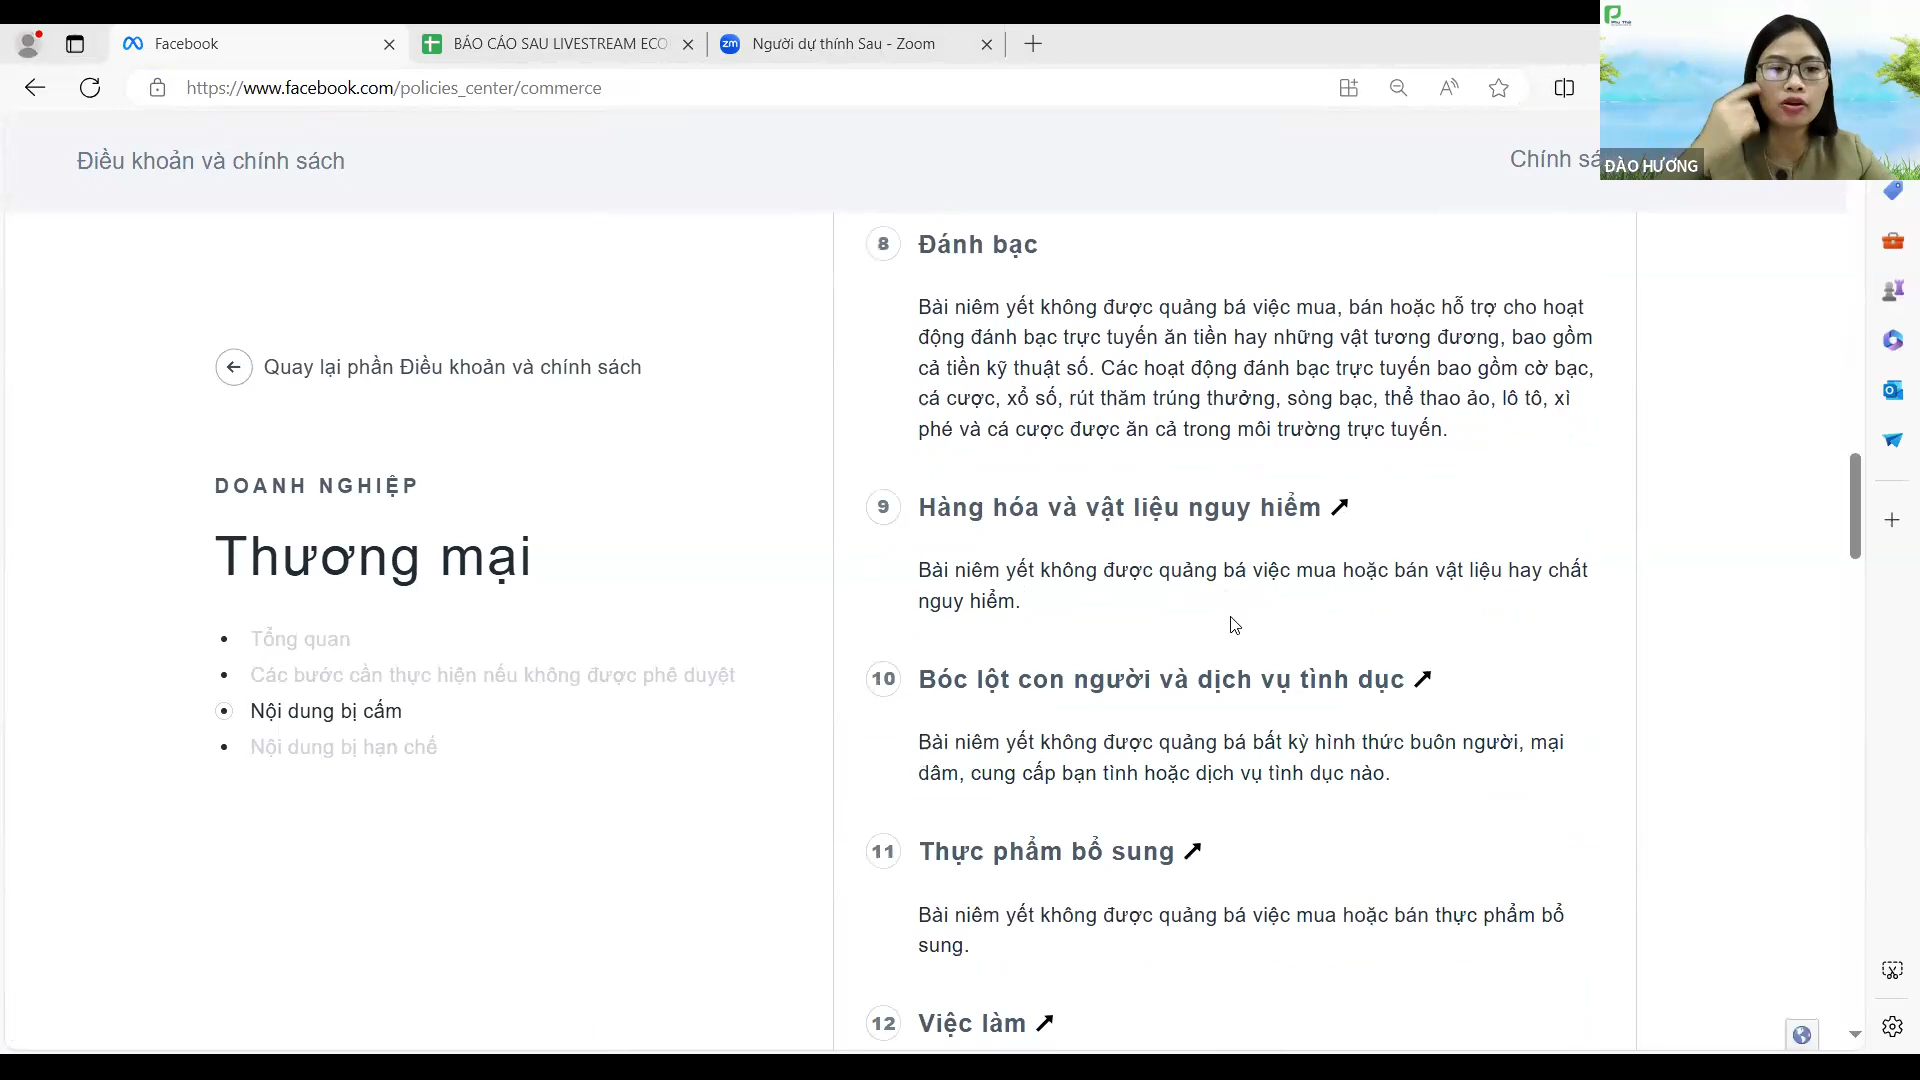 Facebook
BÁO CÁO SAU LIVESTREAM ECO
zm
Người dự thính Sau - Zoom
https://www.facebook.com/policies_center/commerce
ĐÀO HƯƠNG
Điều khoản và chính sách
Chính sá
Quay lại phần Điều khoản và chính sách
DOANH NGHIỆP
Thương mại
Tổng quan
Các bước cần thực hiện nếu không được phê duyệt
Nội dung bị cấm
Nội dung bị hạn chế
8 Đánh bạc
Bài niêm yết không được quảng bá việc mua, bán hoặc hỗ trợ cho hoạt
động đánh bạc trực tuyến ăn tiền hay những vật tương đương, bao gồm
cả tiền kỹ thuật số. Các hoạt động đánh bạc trực tuyến bao gồm cờ bạc,
cá cược, xổ số, rút thăm trúng thưởng, sòng bạc, thể thao ảo, lô tô, xì
phé và cá cược được ăn cả trong môi trường trực tuyến.
9 Hàng hóa và vật liệu nguy hiểm
Bài niêm yết không được quảng bá việc mua hoặc bán vật liệu hay chất
nguy hiểm.
10 Bóc lột con người và dịch vụ tình dục
Bài niêm yết không được quảng bá bất kỳ hình thức buôn người, mại
dâm, cung cấp bạn tình hoặc dịch vụ tình dục nào.
11 Thực phẩm bổ sung
Bài niêm yết không được quảng bá việc mua hoặc bán thực phẩm bổ
sung.
12 Việc làm